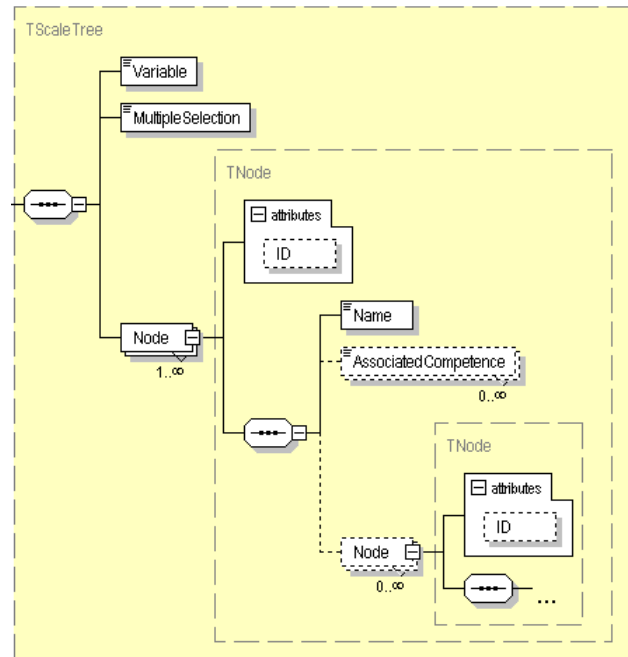 TScaleTree
Variable
MultipleSelection
TNode
attributes
ID
Node
1..∞
Name
AssociatedCompetence
0..∞
TNode
attributes
ID
Node
0..∞
...